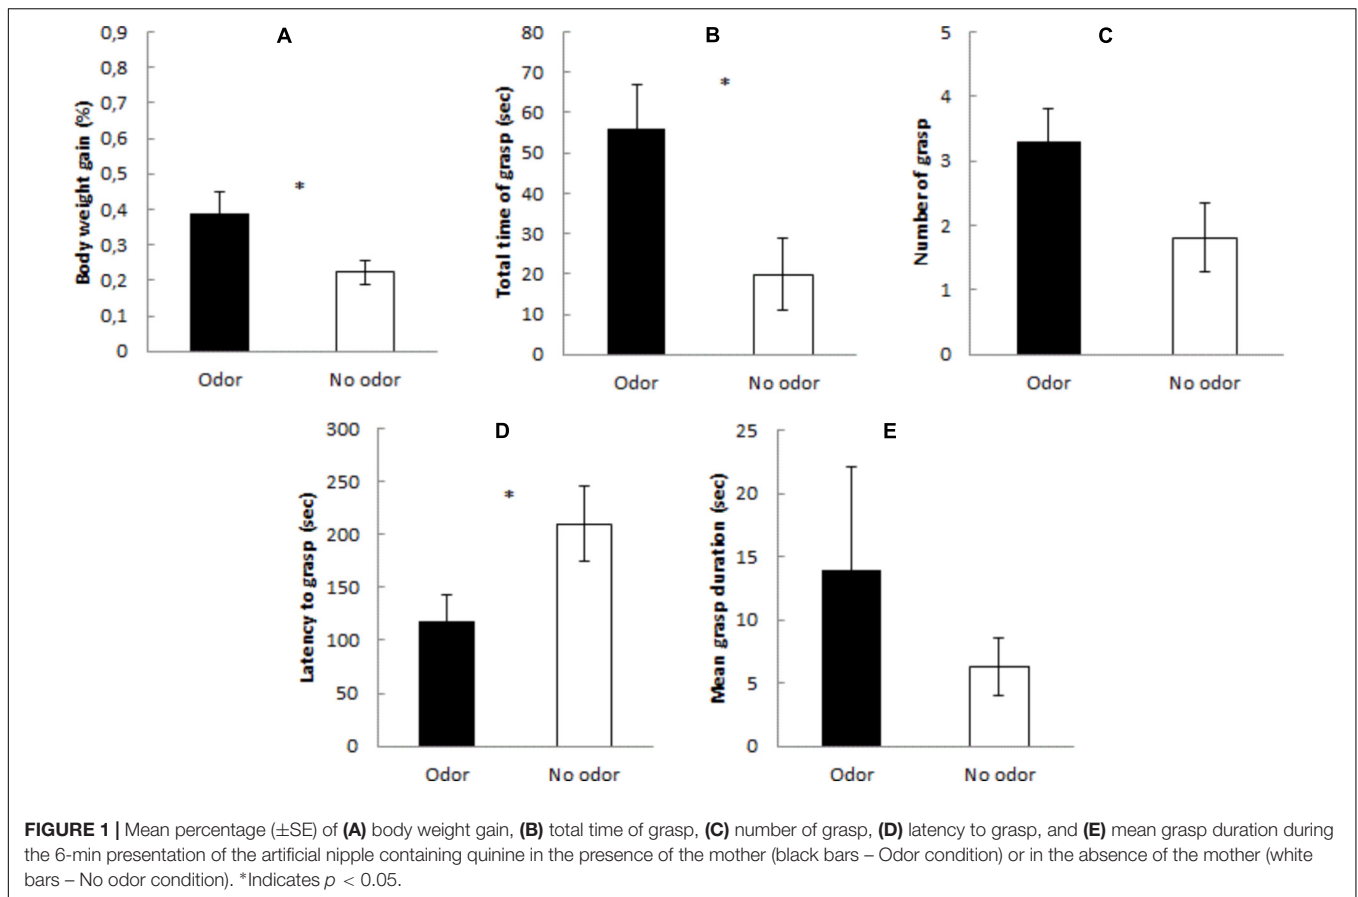 A
Body weight gain (%)
0,9
0,8
0,7
0,6
0,5
0,4
0,3
0,2
0,1
0
*
Odor
No odor
B
Total time of grasp (sec)
80
70
60
50
40
30
20
10
0
*
Odor
No odor
C
Number of grasp
5
4
3
2
1
0
Odor
No odor
D
Latency to grasp (sec)
300
250
200
150
100
50
0
*
Odor
No odor
E
Mean grasp duration (sec)
25
20
15
10
5
0
Odor
No odor
FIGURE 1 | Mean percentage (±SE) of (A) body weight gain, (B) total time of grasp, (C) number of grasp, (D) latency to grasp, and (E) mean grasp duration during
the 6-min presentation of the artificial nipple containing quinine in the presence of the mother (black bars – Odor condition) or in the absence of the mother (white
bars – No odor condition). *Indicates p < 0.05.